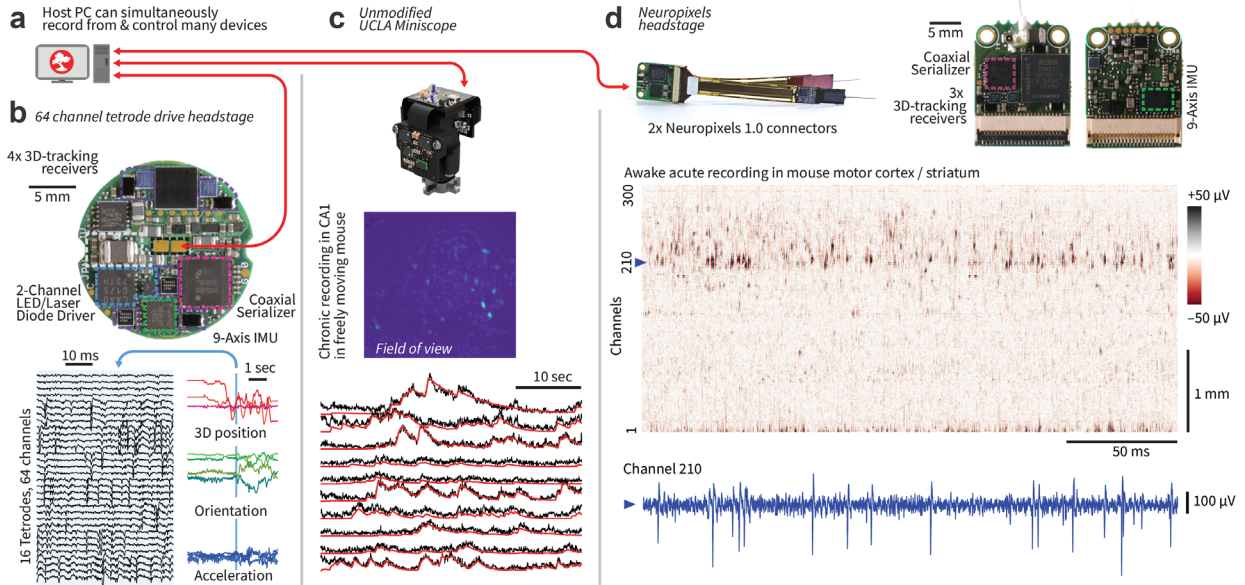 a
Host PC can simultaneously
record from & control many devices
b
64 channel tetrode drive headstage
4x 3D-tracking
receivers
5 mm
2-Channel
LED/Laser
Diode Driver
Coaxial
Serializer
9-Axis IMU
10 ms
1 sec
16 Tetrodes, 64 channels
3D position
Orientation
Acceleration
c
Unmodified
UCLA Miniscope
Chronic recording in CA1
in freely moving mouse
Field of view
10 sec
d
Neuropixels
headstage
2x Neuropixels 1.0 connectors
5 mm
Coaxial
Serializer
3x
3D-tracking
receivers
9-Axis IMU
Awake acute recording in mouse motor cortex / striatum
Channels
300
210
1
+50 µV
−50 µV
1 mm
50 ms
Channel 210
100 µV